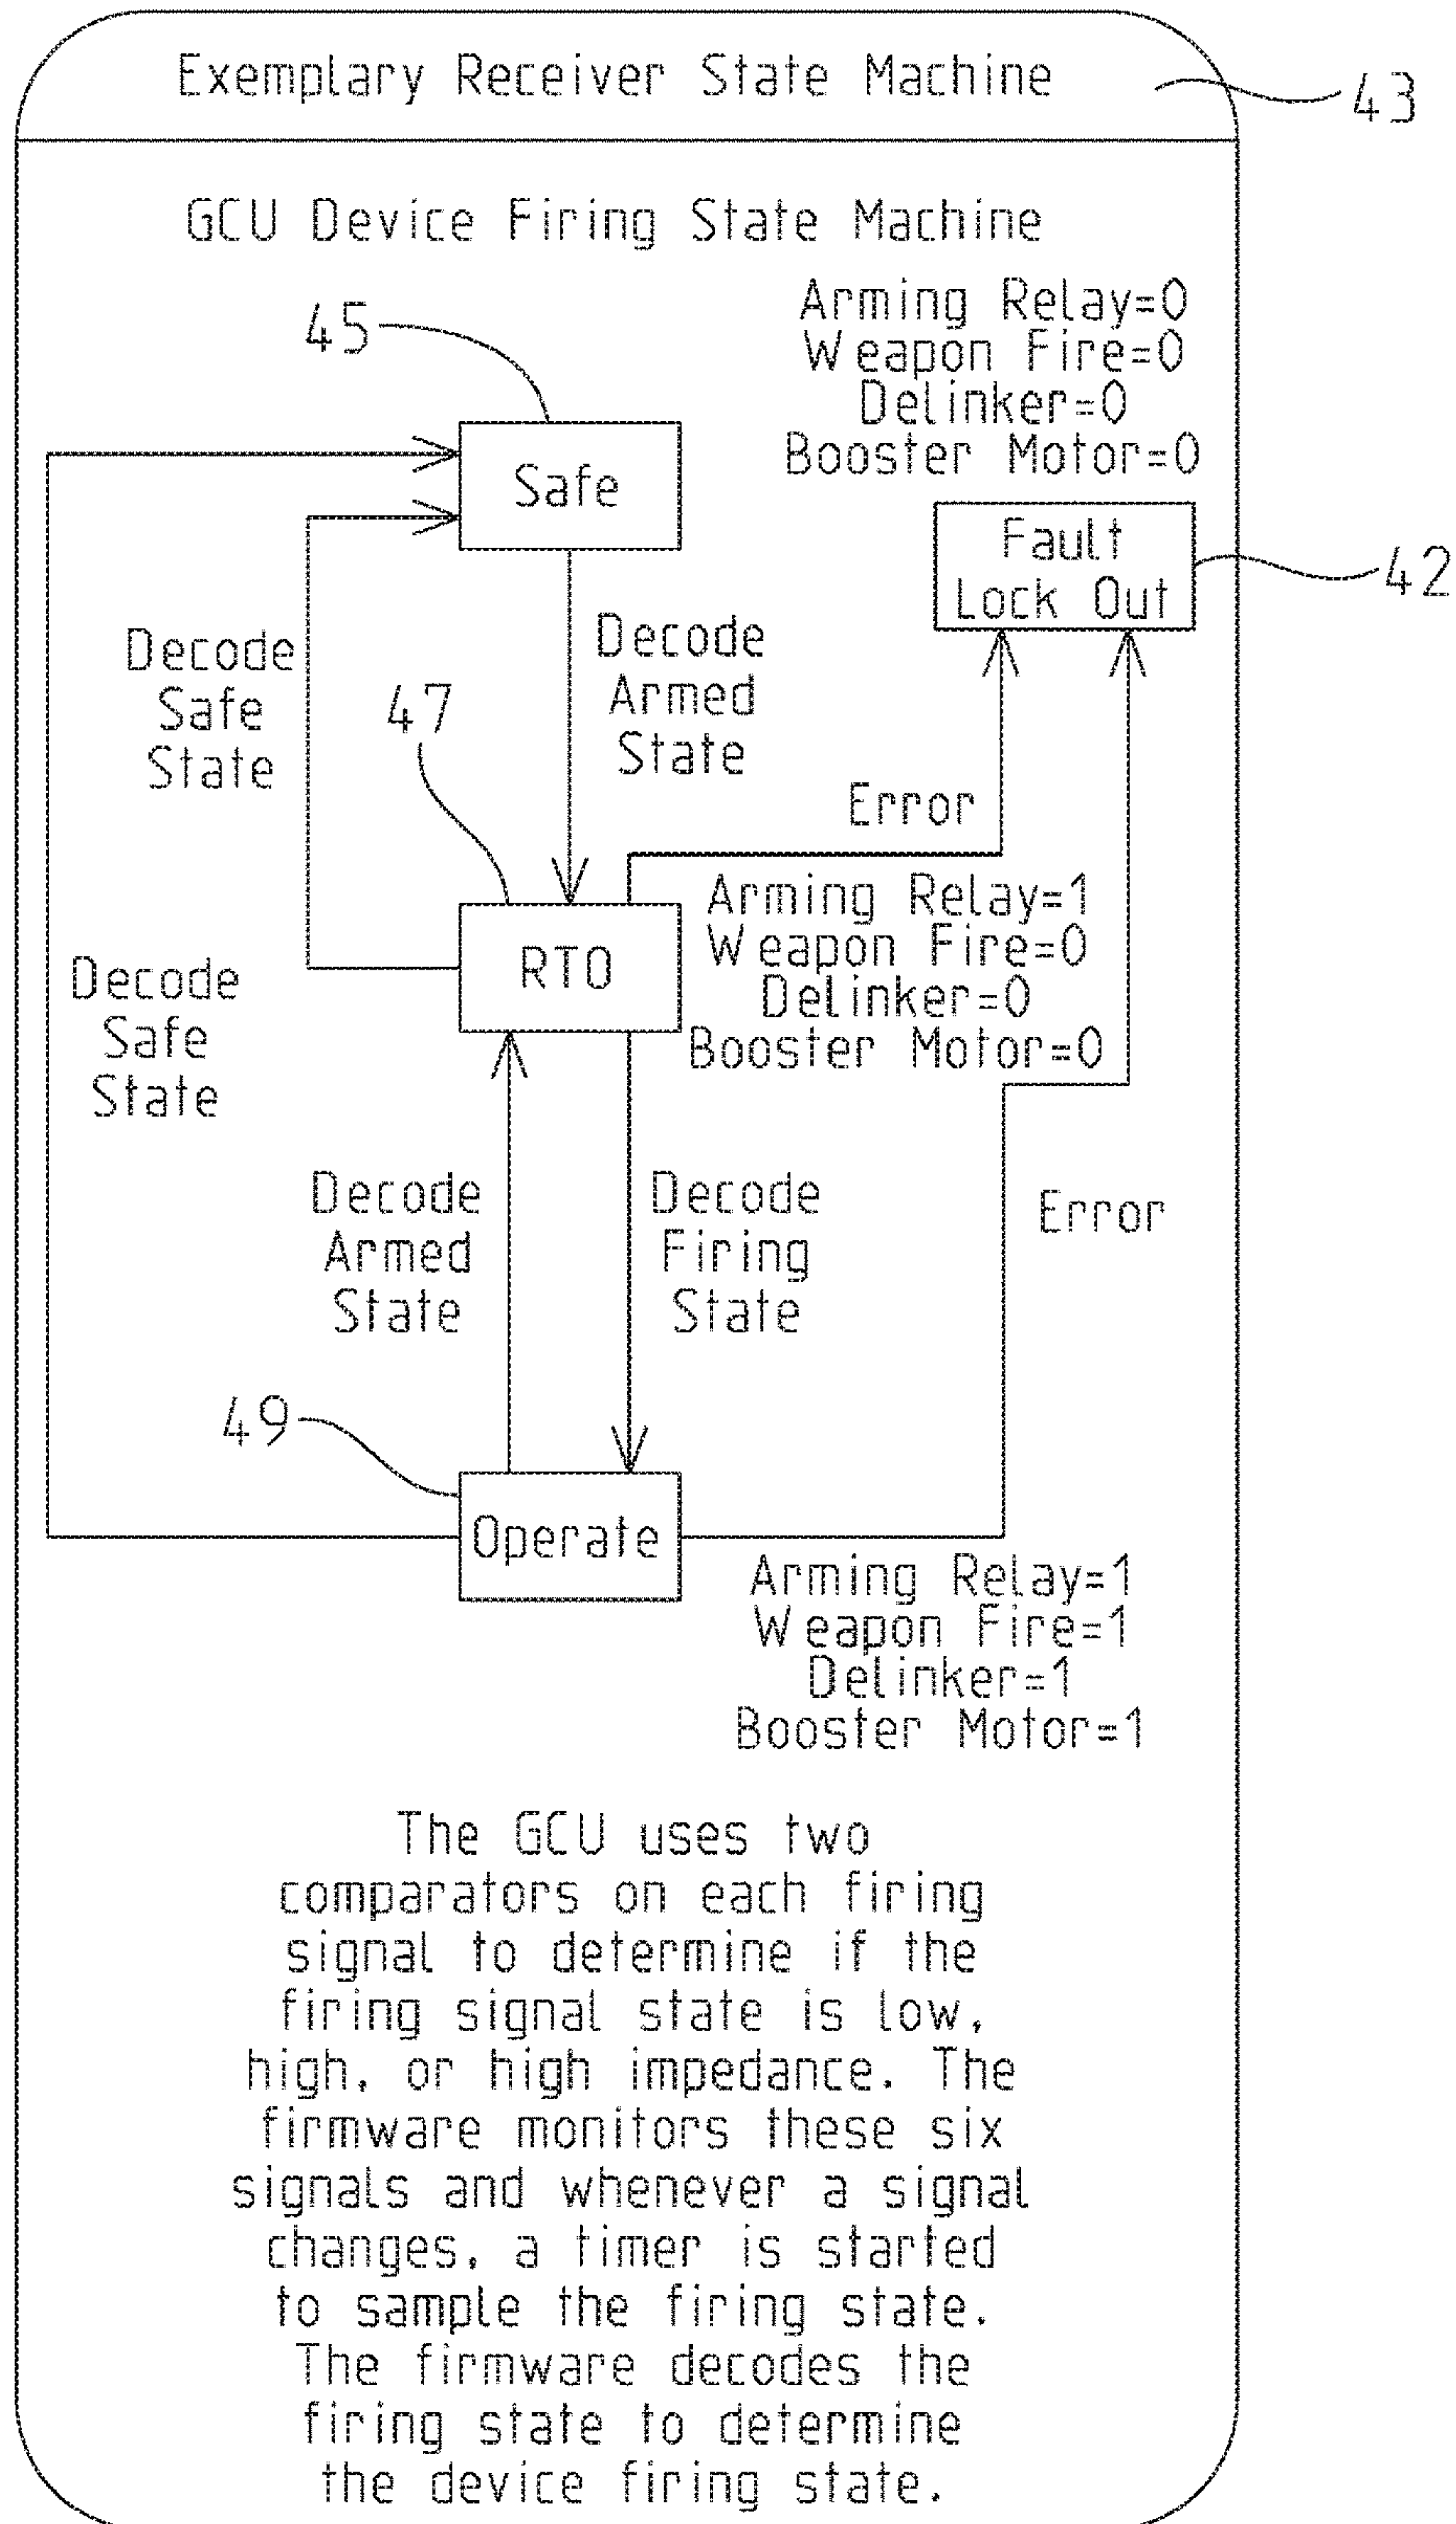 Exemplary Receiver State Machine
43
GCU Device Firing State Machine
Arming Relay=0
Weapon Fire=0
Delinker=0
Booster Motor=0
45
Safe
Fault
Lock Out
42
Decode
Safe
State
47
Decode
Armed
State
Error
RTO
Arming Relay=1
Weapon Fire=0
Delinker=0
Booster Motor=0
Decode
Safe
State
Decode
Armed
State
Decode
Firing
State
Error
49
Operate
Arming Relay=1
Weapon Fire=1
Delinker=1
Booster Motor=1
The GCU uses two
comparators on each firing
signal to determine if the
firing signal state is low,
high, or high impedance. The
firmware monitors these six
signals and whenever a signal
changes, a timer is started
to sample the firing state.
The firmware decodes the
firing state to determine
the device firing state.